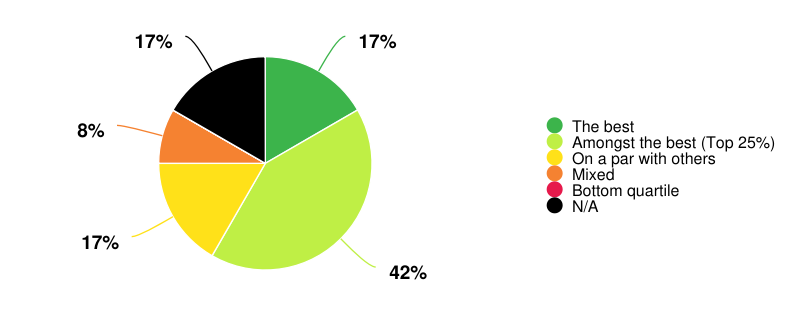 17%
17%
8%
17%
42%
The best
Amongst the best (Top 25%)
On a par with others
Mixed
Bottom quartile
N/A